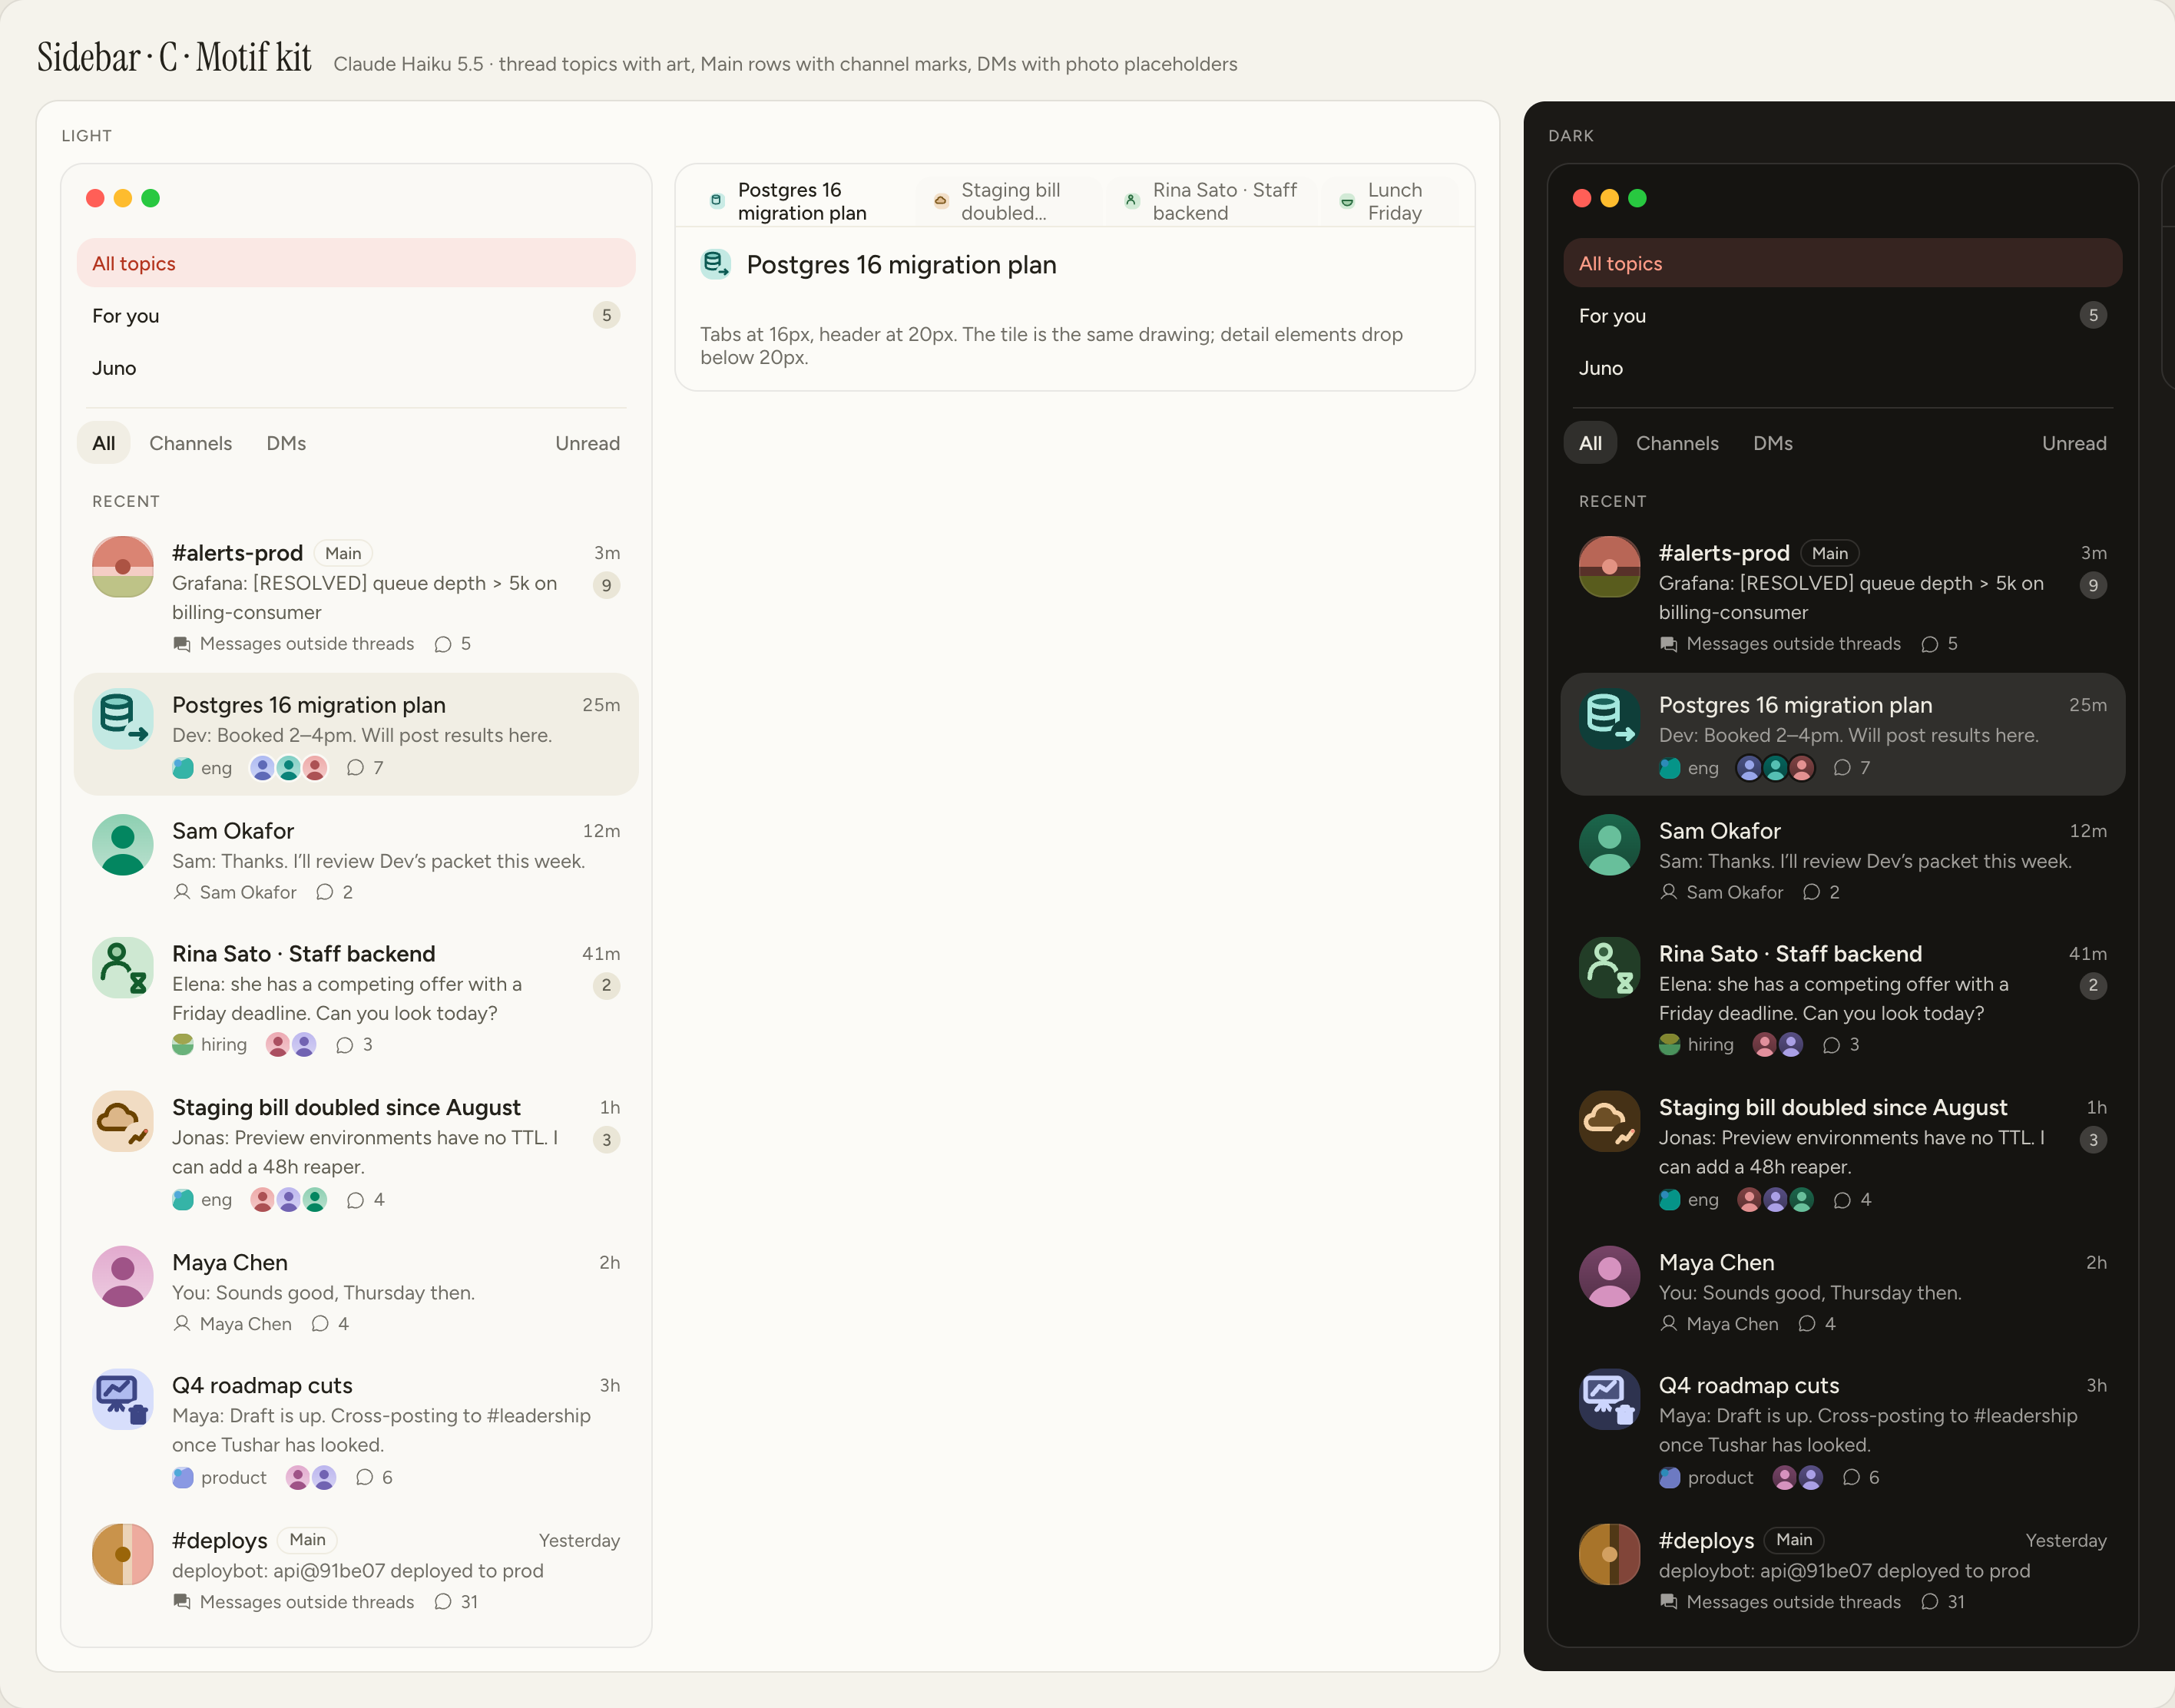 Sidebar · C · Motif kit
Claude Haiku 5.5 · thread topics with art, Main rows with channel marks, DMs with photo placeholders
LIGHT
All topics
For you
5
Juno
All
Channels
DMs
Unread
RECENT
#alerts-prod
Main
3m
Grafana: [RESOLVED] queue depth > 5k on
9
billing-consumer
Messages outside threads
5
Postgres 16 migration plan
25m
Dev: Booked 2–4pm. Will post results here.
eng
7
Sam Okafor
12m
Sam: Thanks. I’ll review Dev’s packet this week.
Sam Okafor
2
Rina Sato · Staff backend
41m
Elena: she has a competing offer with a
2
Friday deadline. Can you look today?
hiring
3
Staging bill doubled since August
1h
Jonas: Preview environments have no TTL. I
3
can add a 48h reaper.
eng
4
Maya Chen
2h
You: Sounds good, Thursday then.
Maya Chen
4
Q4 roadmap cuts
3h
Maya: Draft is up. Cross-posting to #leadership
once Tushar has looked.
product
6
#deploys
Main
Yesterday
deploybot: api@91be07 deployed to prod
Messages outside threads
31
Postgres 16
migration plan
Staging bill
doubled…
Rina Sato · Staff
backend
Lunch
Friday
Postgres 16 migration plan
Tabs at 16px, header at 20px. The tile is the same drawing; detail elements drop
below 20px.
DARK
All topics
For you
5
Juno
All
Channels
DMs
Unread
RECENT
#alerts-prod
Main
3m
Grafana: [RESOLVED] queue depth > 5k on
9
billing-consumer
Messages outside threads
5
Postgres 16 migration plan
25m
Dev: Booked 2–4pm. Will post results here.
eng
7
Sam Okafor
12m
Sam: Thanks. I’ll review Dev’s packet this week.
Sam Okafor
2
Rina Sato · Staff backend
41m
Elena: she has a competing offer with a
2
Friday deadline. Can you look today?
hiring
3
Staging bill doubled since August
1h
Jonas: Preview environments have no TTL. I
3
can add a 48h reaper.
eng
4
Maya Chen
2h
You: Sounds good, Thursday then.
Maya Chen
4
Q4 roadmap cuts
3h
Maya: Draft is up. Cross-posting to #leadership
once Tushar has looked.
product
6
#deploys
Main
Yesterday
deploybot: api@91be07 deployed to prod
Messages outside threads
31